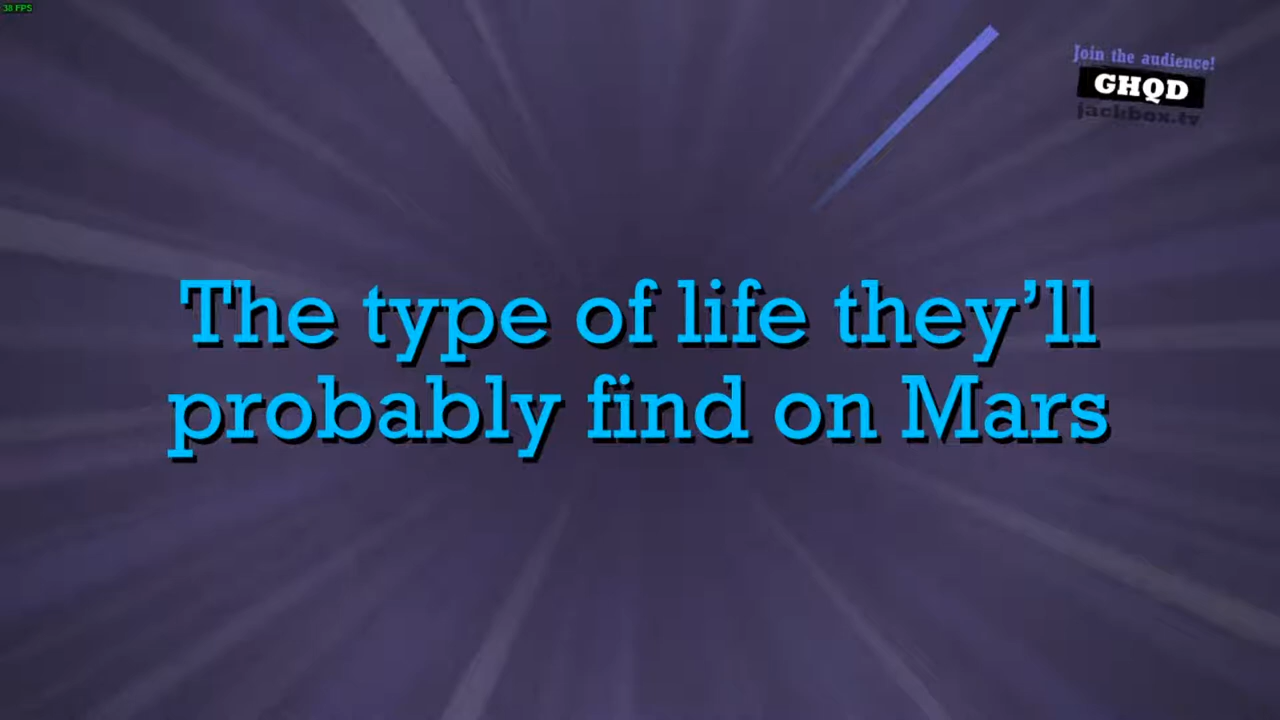 38 FPS
Join the audience!
GHQD
jackbox.tv
The type of life they’ll
probably find on Mars